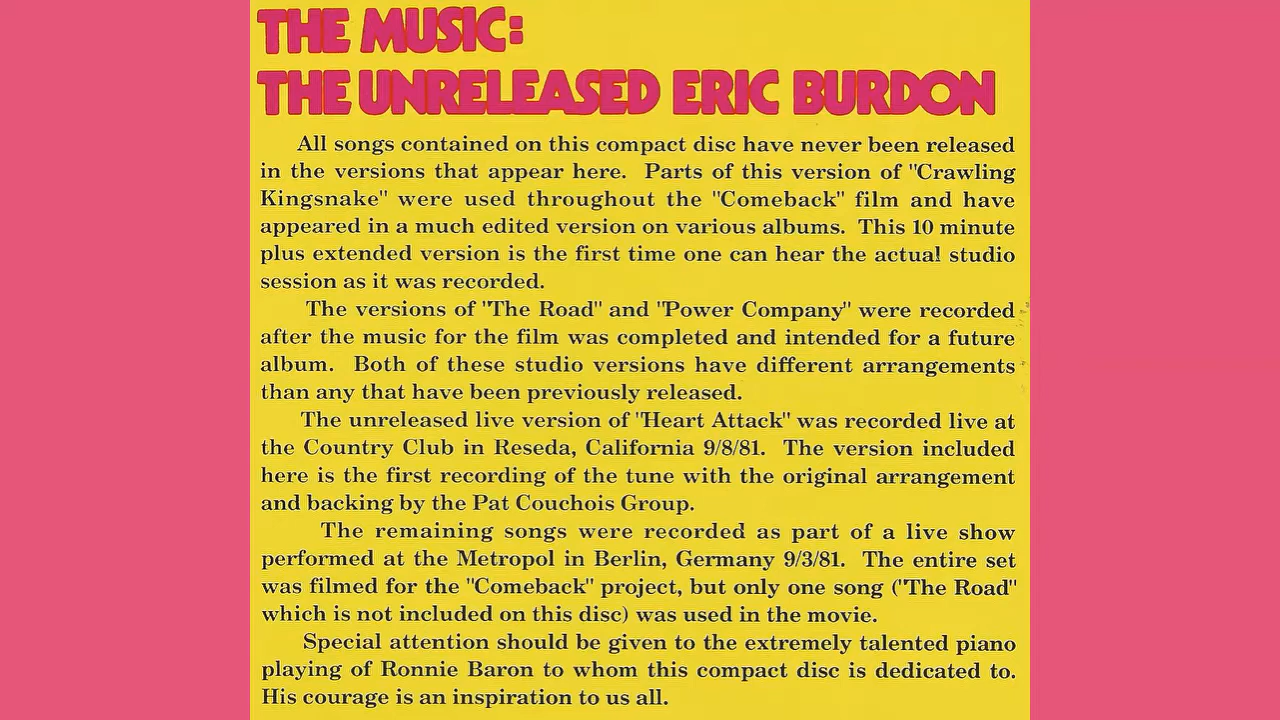 THE MUSIC:
THE UNRELEASED ERIC BURDON
All songs contained on this compact disc have never been released
in the versions that appear here. Parts of this version of "Crawling
Kingsnake" were used throughout the "Comeback" film and have
appeared in a much edited version on various albums. This 10 minute
plus extended version is the first time one can hear the actual studio
session as it was recorded.
The versions of "The Road" and "Power Company" were recorded
after the music for the film was completed and intended for a future
album. Both of these studio versions have different arrangements
than any that have been previously released.
The unreleased live version of "Heart Attack" was recorded live at
the Country Club in Reseda, California 9/8/81. The version included
here is the first recording of the tune with the original arrangement
and backing by the Pat Couchois Group.
The remaining songs were recorded as part of a live show
performed at the Metropol in Berlin, Germany 9/3/81. The entire set
was filmed for the "Comeback" project, but only one song ("The Road"
which is not included on this disc) was used in the movie.
Special attention should be given to the extremely talented piano
playing of Ronnie Baron to whom this compact disc is dedicated to.
His courage is an inspiration to us all.